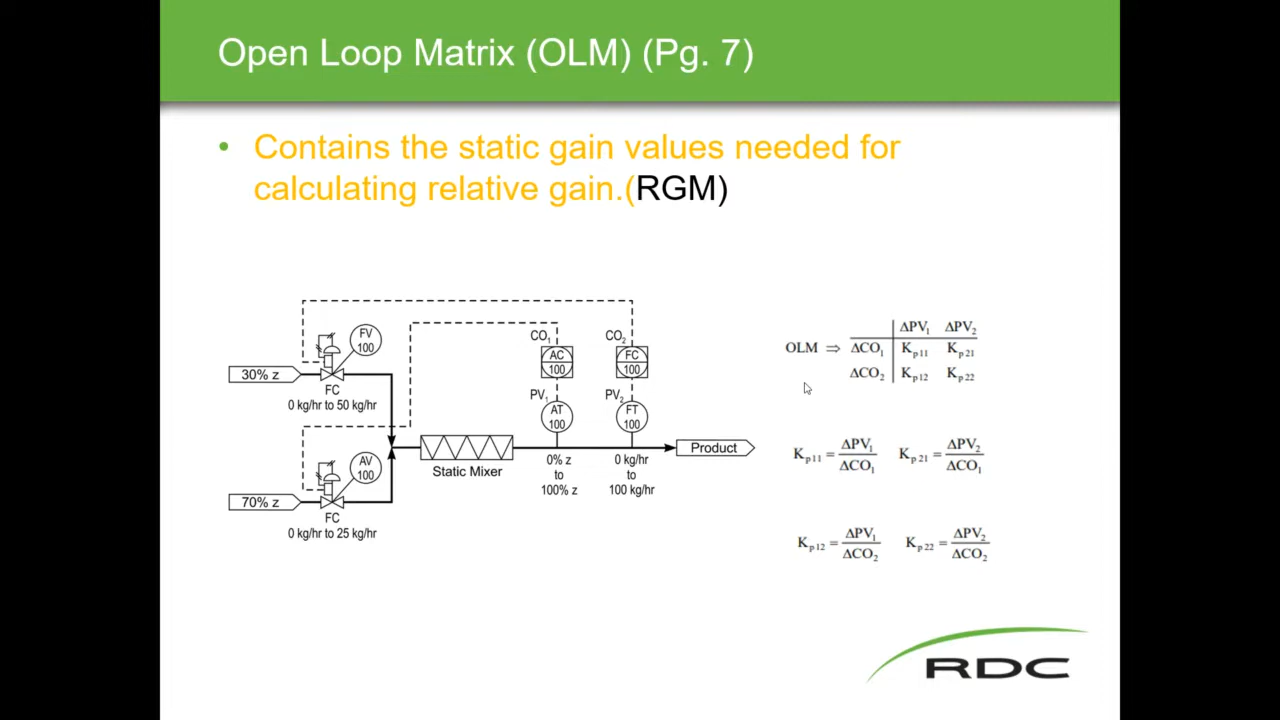 Open Loop Matrix (OLM) (Pg. 7)
• Contains the static gain values needed for
calculating relative gain.(RGM)
CO₁
CO₂
FV
100
AC
100
FC
100
30% z
FC
0 kg/hr to 50 kg/hr
PV₁
PV₂
AT
100
FT
100
Product
Static Mixer
AV
100
0% z
to
100% z
0 kg/hr
to
100 kg/hr
70% z
FC
0 kg/hr to 25 kg/hr
ΔPV₁ ΔPV₂
OLM ⇒ ΔCO₁ Kp11 Kp21
ΔCO₂ Kp12 Kp22
Kp11 = ΔPV₁/ΔCO₁ Kp21 = ΔPV₂/ΔCO₁
Kp12 = ΔPV₁/ΔCO₂ Kp22 = ΔPV₂/ΔCO₂
RDC